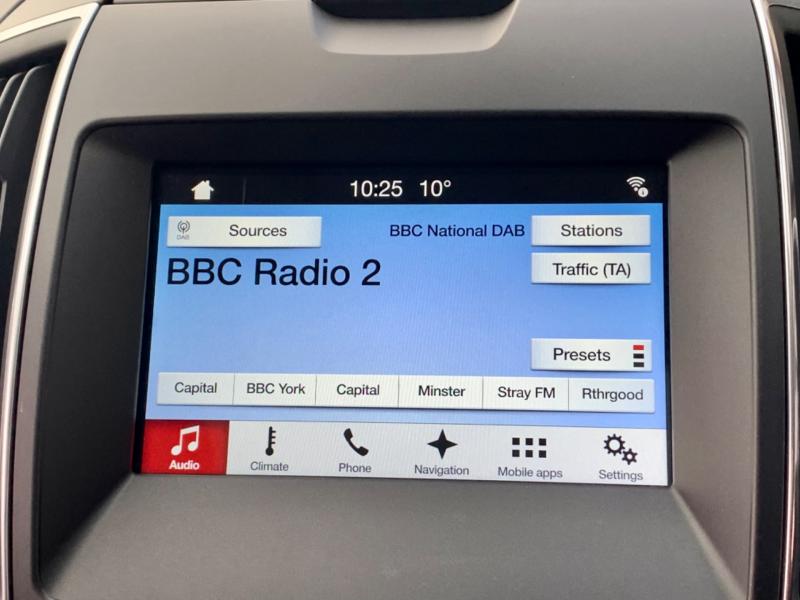 10:25 10°
DAB
Sources
BBC National DAB
Stations
BBC Radio 2
Traffic (TA)
Presets
Capital
BBC York
Capital
Minster
Stray FM
Rthrgood
Audio
Climate
Phone
Navigation
Mobile apps
Settings